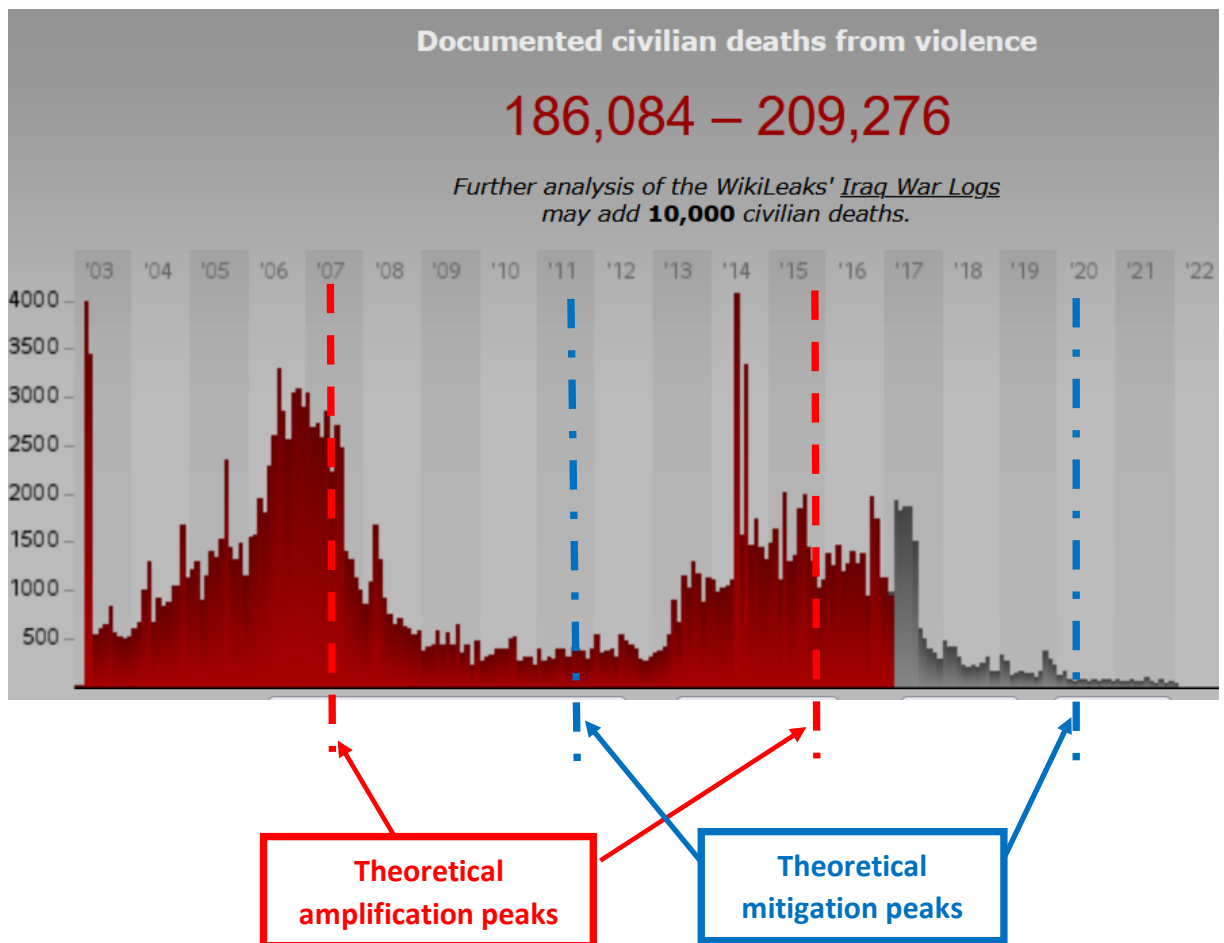 Documented civilian deaths from violence
186,084 – 209,276
Further analysis of the WikiLeaks' Iraq War Logs
may add 10,000 civilian deaths.
'03 '04 '05 '06 '07 '08 '09 '10 '11 '12 '13 '14 '15 '16 '17 '18 '19 '20 '21 '22
4000
3500
3000
2500
2000
1500
1000
500
Theoretical
amplification peaks
Theoretical
mitigation peaks